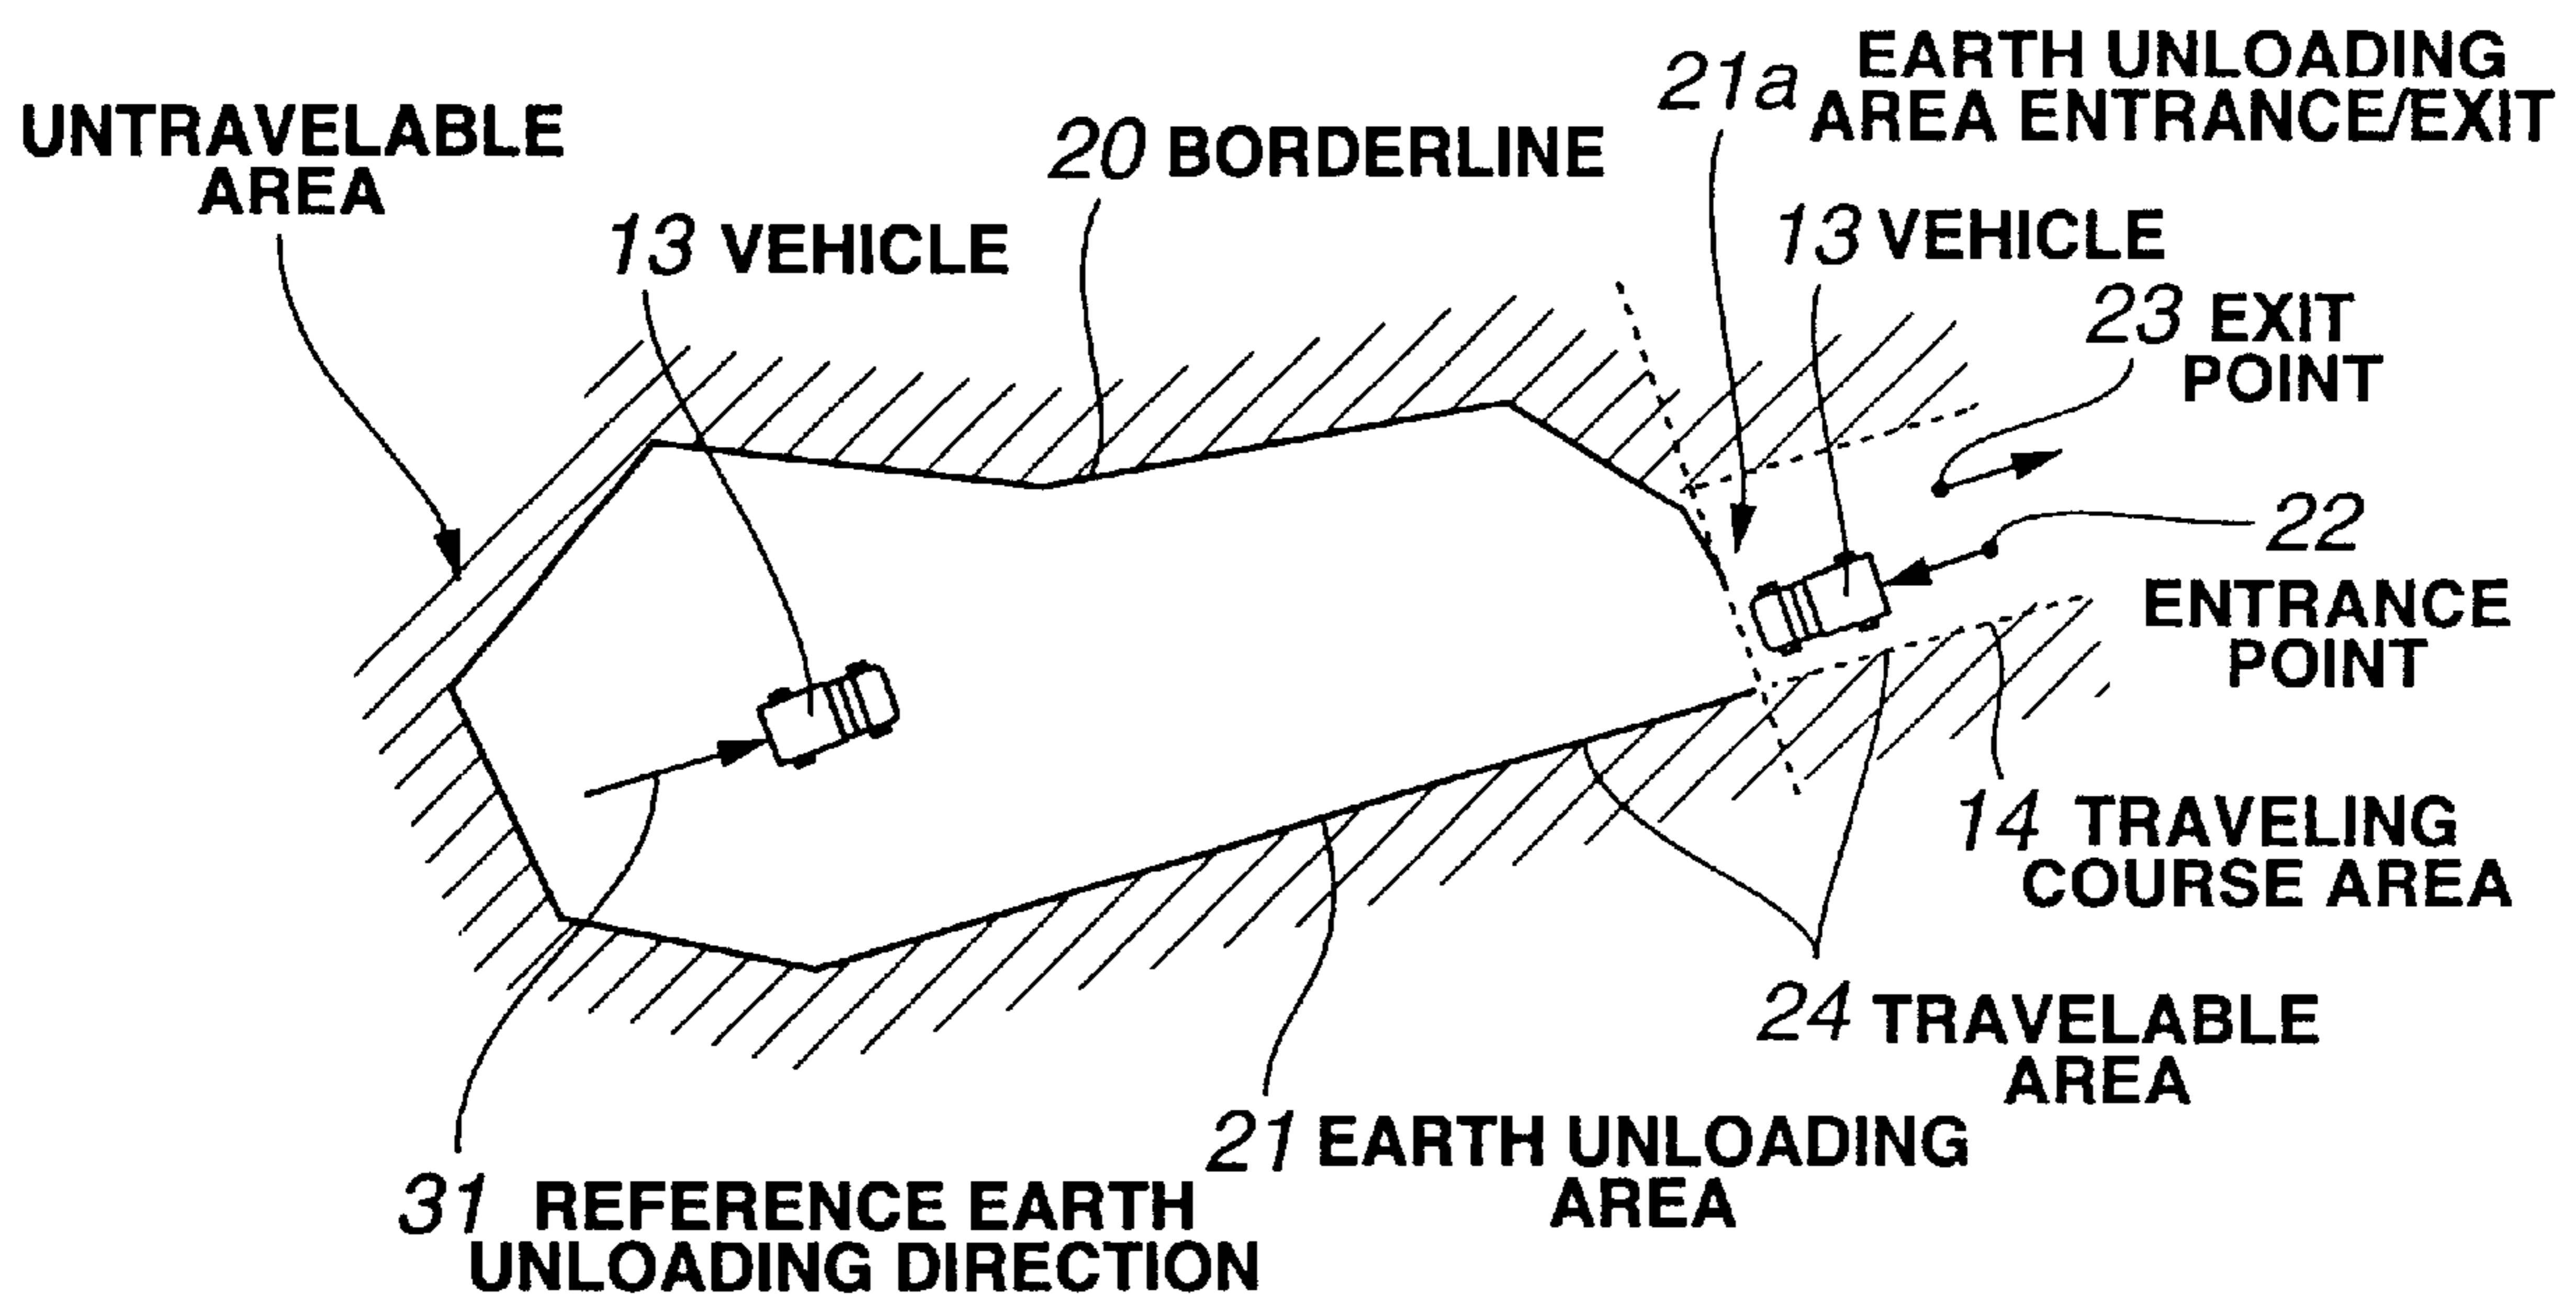 UNTRAVELABLE
AREA
13 VEHICLE
20 BORDERLINE
21a EARTH UNLOADING
AREA ENTRANCE/EXIT
13 VEHICLE
23 EXIT
POINT
22
ENTRANCE
POINT
14 TRAVELING
COURSE AREA
24 TRAVELABLE
AREA
21 EARTH UNLOADING
AREA
31 REFERENCE EARTH
UNLOADING DIRECTION